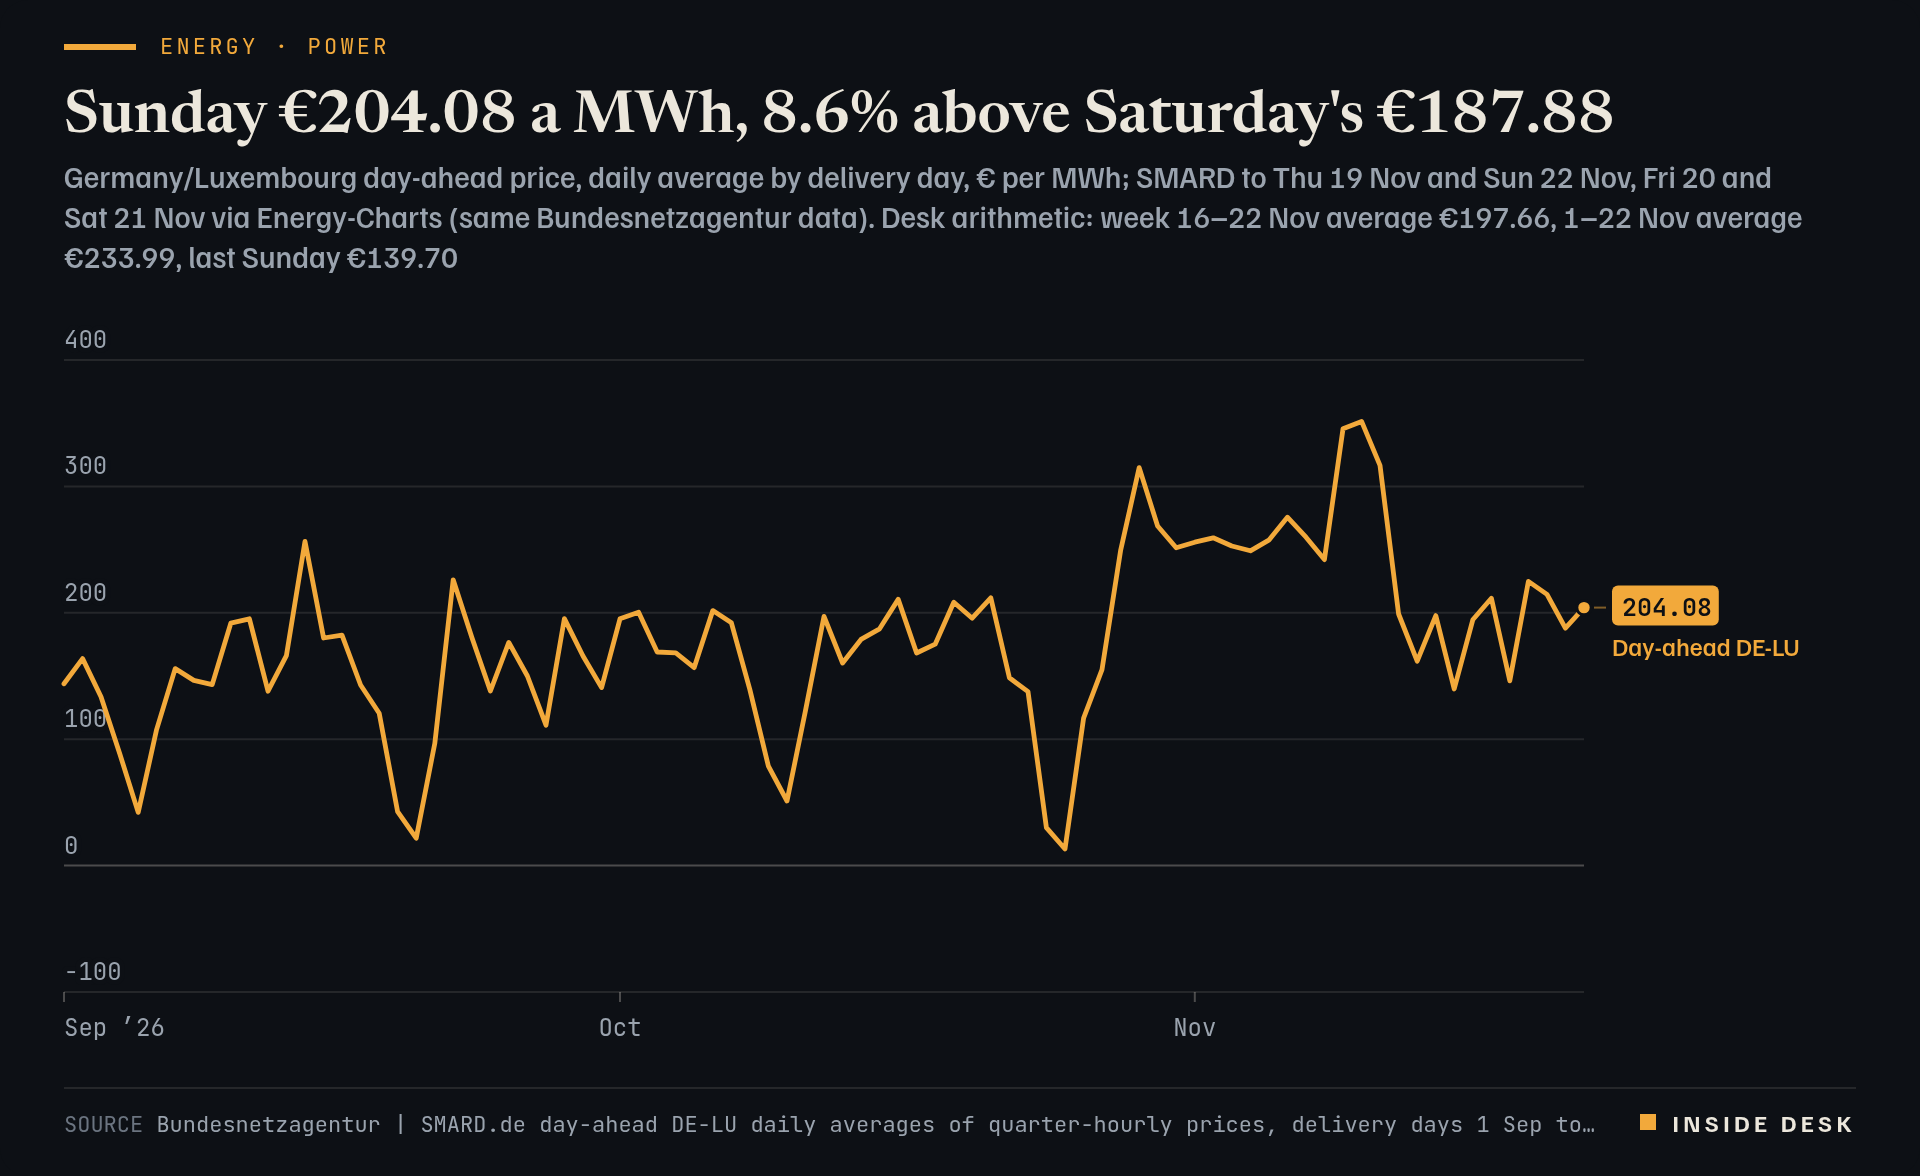 ENERGY · POWER
Sunday €204.08 a MWh, 8.6% above Saturday's €187.88
Germany/Luxembourg day-ahead price, daily average by delivery day, € per MWh; SMARD to Thu 19 Nov and Sun 22 Nov, Fri 20 and
Sat 21 Nov via Energy-Charts (same Bundesnetzagentur data). Desk arithmetic: week 16–22 Nov average €197.66, 1–22 Nov average
€233.99, last Sunday €139.70
400
300
200
100
0
-100
204.08
Day-ahead DE-LU
Sep ’26
Oct
Nov
SOURCE Bundesnetzagentur | SMARD.de day-ahead DE-LU daily averages of quarter-hourly prices, delivery days 1 Sep to…
INSIDE DESK